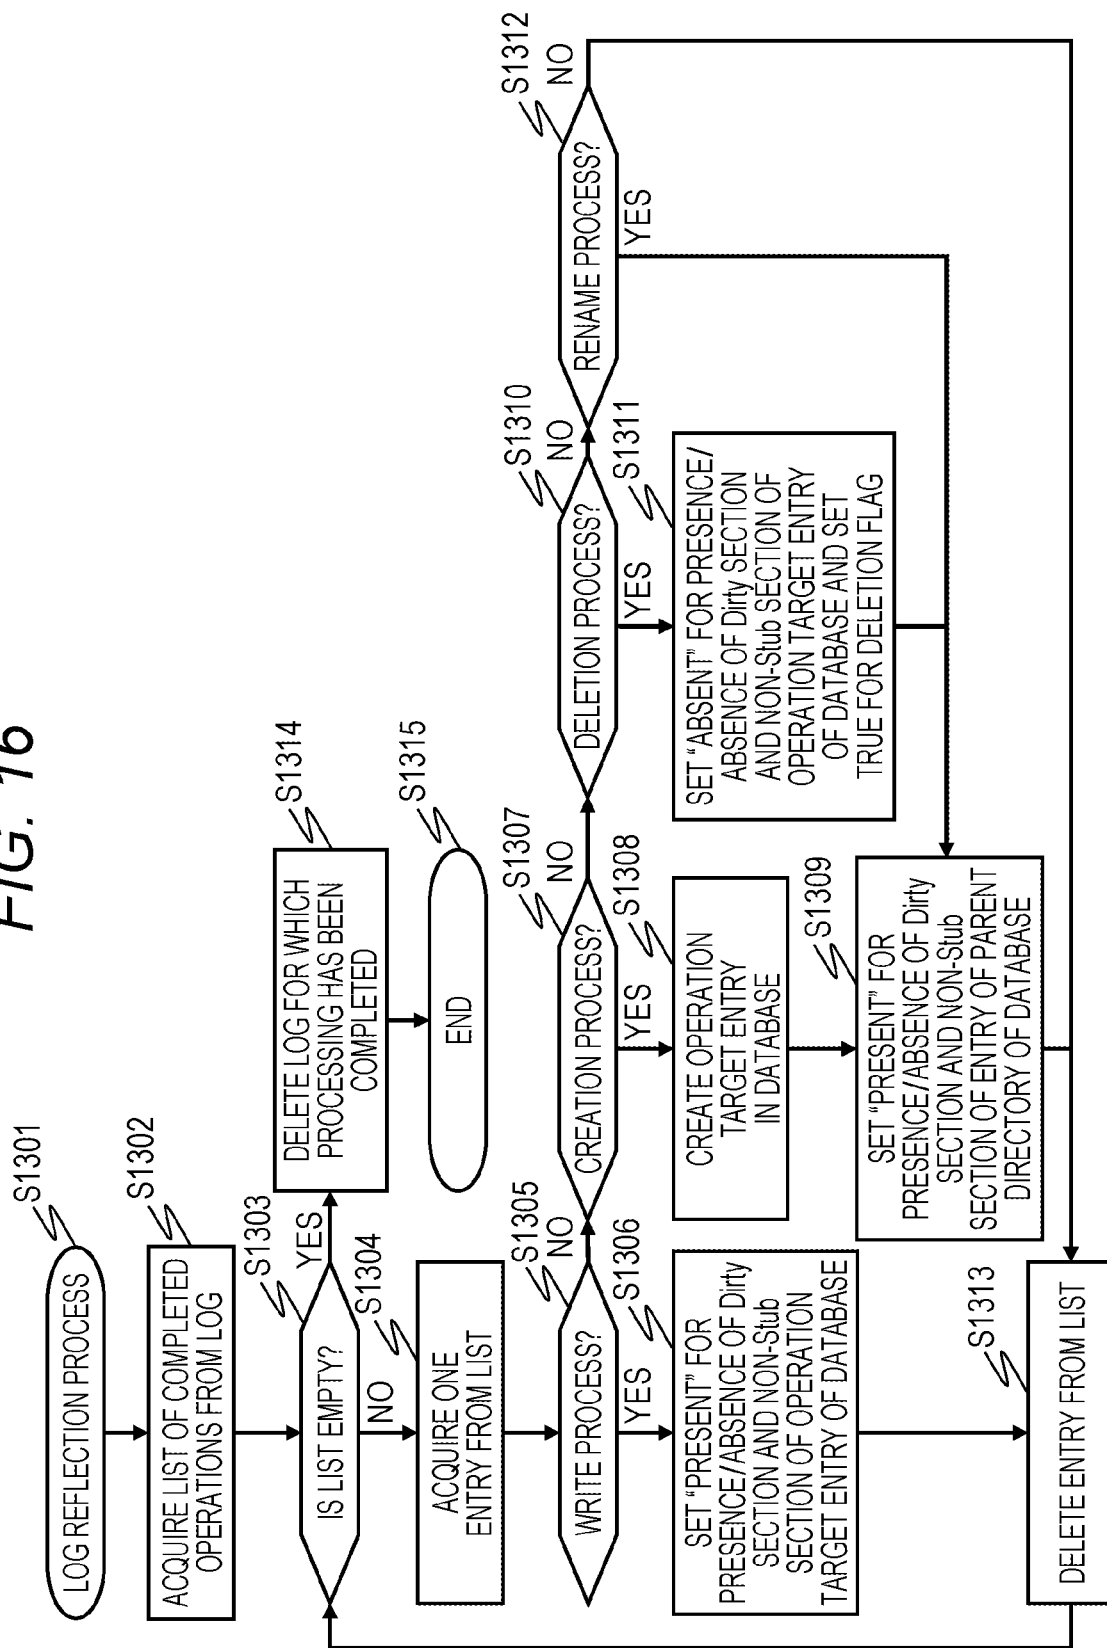 FIG. 16
S1301
LOG REFLECTION PROCESS
S1302
ACQUIRE LIST OF COMPLETED
OPERATIONS FROM LOG
S1303
IS LIST EMPTY?
YES
NO
S1314
DELETE LOG FOR WHICH
PROCESSING HAS BEEN
COMPLETED
S1315
END
S1304
ACQUIRE ONE
ENTRY FROM LIST
S1305
WRITE PROCESS?
NO
YES
S1306
SET "PRESENT" FOR
PRESENCE/ABSENCE OF Dirty
SECTION AND NON-Stub
SECTION OF OPERATION
TARGET ENTRY OF DATABASE
S1307
CREATION PROCESS?
NO
YES
S1308
CREATE OPERATION
TARGET ENTRY
IN DATABASE
S1309
SET "PRESENT" FOR
PRESENCE/ABSENCE OF Dirty
SECTION AND NON-Stub
SECTION OF ENTRY OF PARENT
DIRECTORY OF DATABASE
S1310
DELETION PROCESS?
NO
YES
S1311
SET "ABSENT" FOR PRESENCE/
ABSENCE OF Dirty SECTION
AND NON-Stub SECTION OF
OPERATION TARGET ENTRY
OF DATABASE AND SET
TRUE FOR DELETION FLAG
S1312
RENAME PROCESS?
NO
YES
S1313
DELETE ENTRY FROM LIST